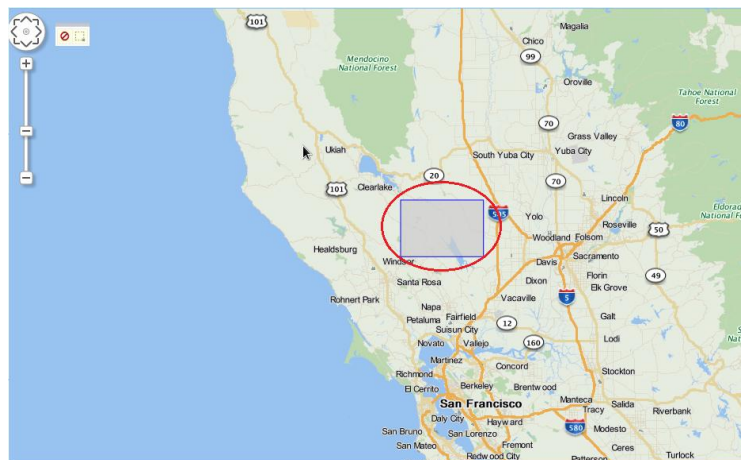 101
Magalia
Chico
99
Mendocino
National Forest
Oroville
Tahoe National
Forest
70
80
Grass Valley
Ukiah
South Yuba City
Yuba City
20
70
101
Clearlake
Lincoln
505
Yolo
Eldorado
National F
Roseville
50
Woodland
Folsom
Healdsburg
Sacramento
Windsor
Davis
Florin
49
Santa Rosa
Dixon
Elk Grove
Rohnert Park
Vacaville
5
Napa
Petaluma
Fairfield
Galt
12
Suisun City
Novato
Vallejo
160
Lodi
Martinez
Concord
Stockton
Richmond
El Cerrito
Berkeley
Brentwood
San Francisco
Manteca
Tracy
Salida
Riverbank
Daly City
Hayward
580
Modesto
San Bruno
San Lorenzo
San Mateo
Fremont
Ceres
Redwood City
Patterson
Turlock